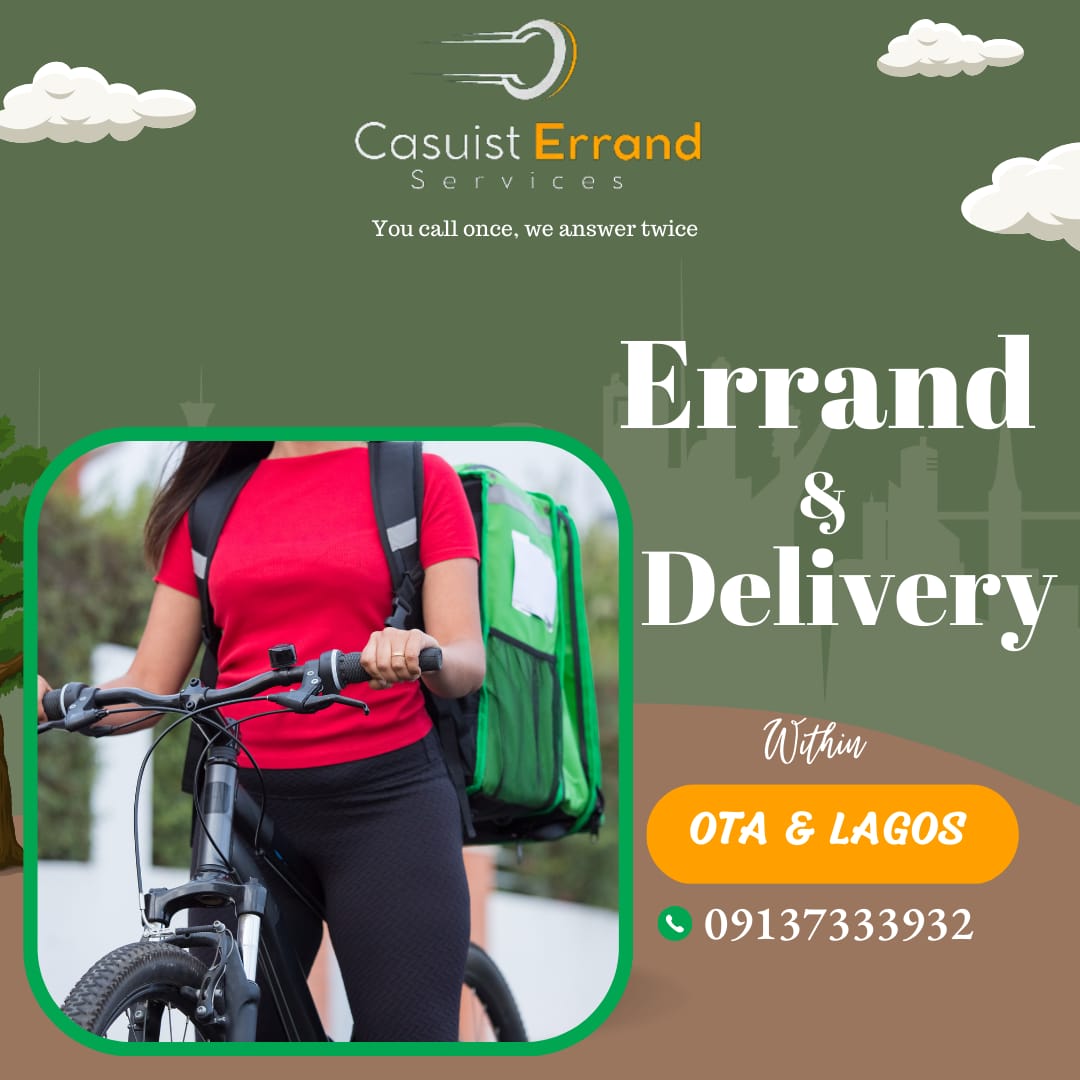 Casuist Errand
Services
You call once, we answer twice
Errand
&
Delivery
Within
OTA & LAGOS
09137333932